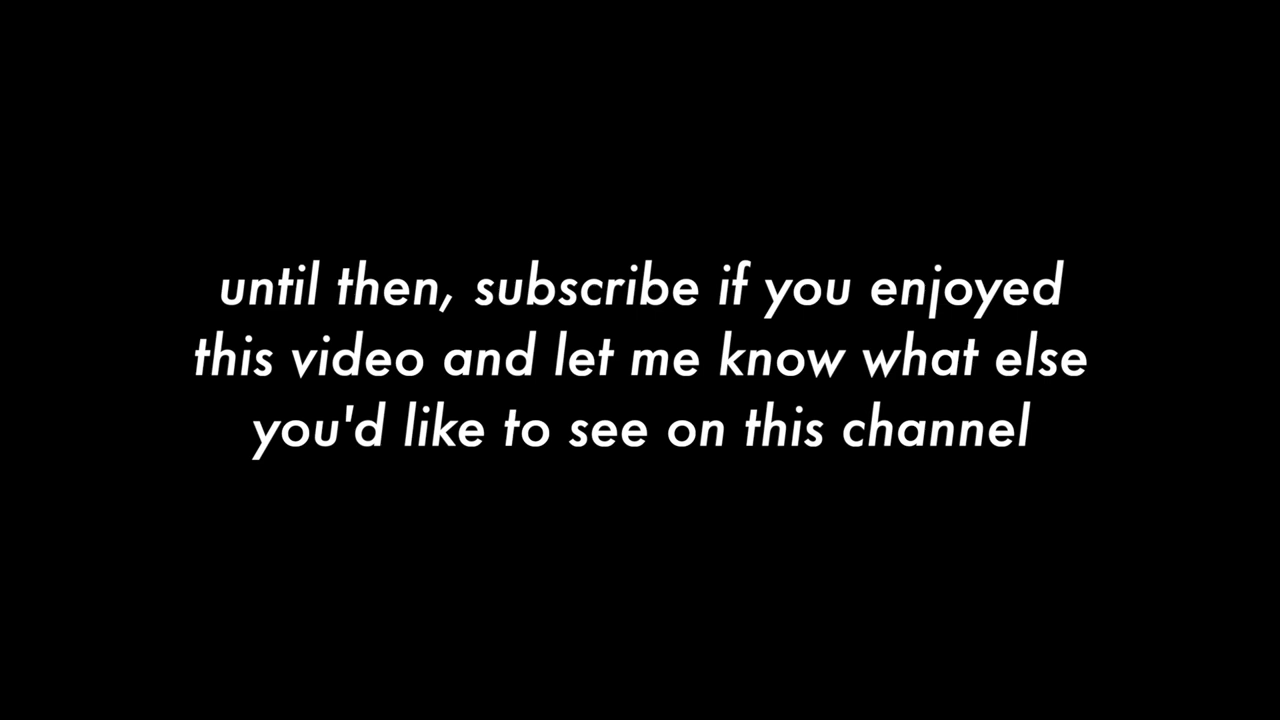 until then, subscribe if you enjoyed
this video and let me know what else
you'd like to see on this channel